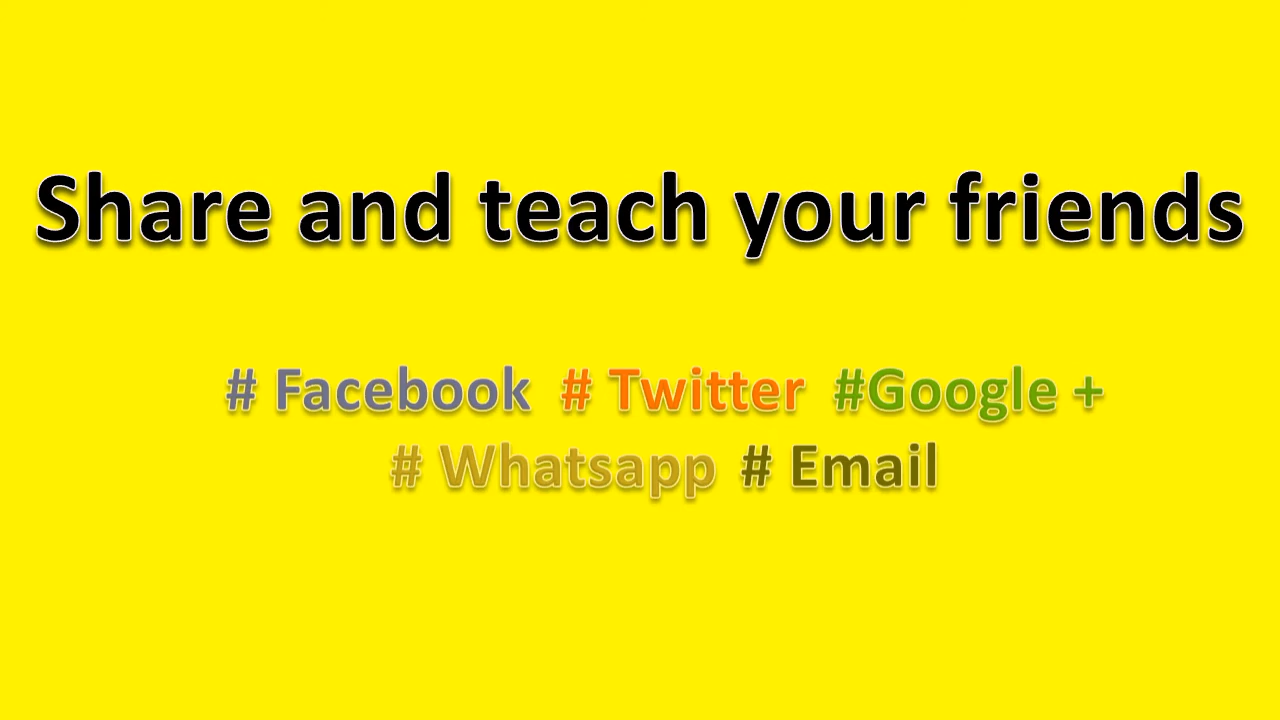 Share and teach your friends
# Facebook # Twitter #Google +
# Whatsapp # Email